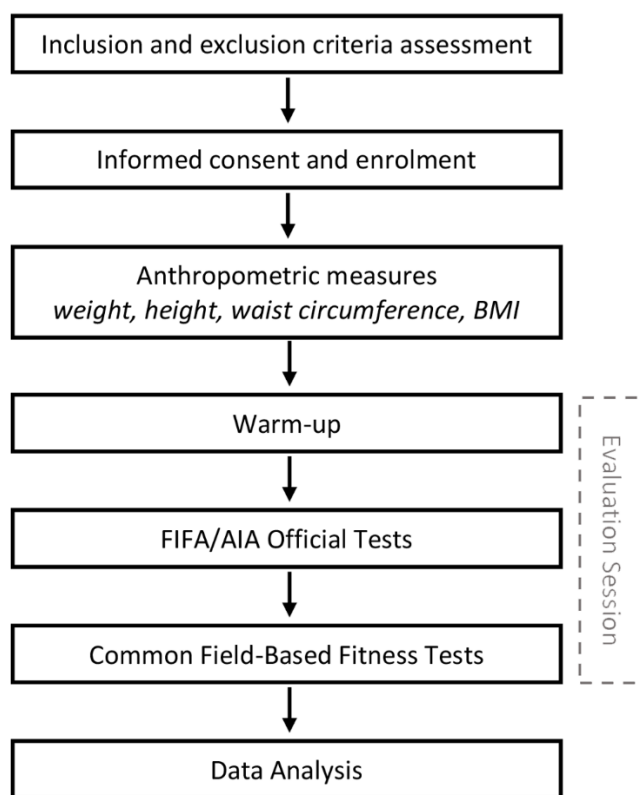 Inclusion and exclusion criteria assessment
Informed consent and enrolment
Anthropometric measures
weight, height, waist circumference, BMI
Warm-up
FIFA/AIA Official Tests
Common Field-Based Fitness Tests
Evaluation Session
Data Analysis